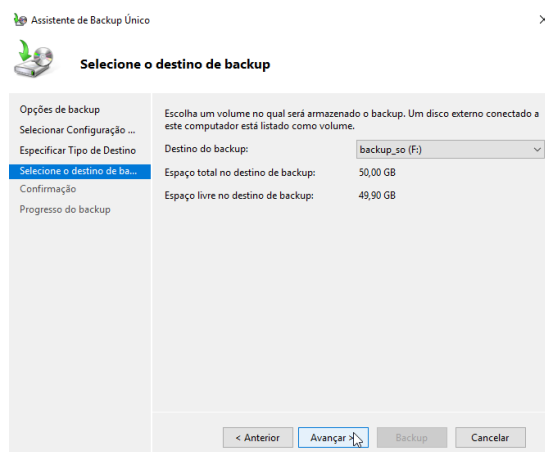 Assistente de Backup Único
Selecione o destino de backup
Opções de backup
Selecionar Configuração ...
Especificar Tipo de Destino
Selecione o destino de ba...
Confirmação
Progresso do backup
Escolha um volume no qual será armazenado o backup. Um disco externo conectado a
este computador está listado como volume.
Destino do backup: backup_so (F:)
Espaço total no destino de backup: 50,00 GB
Espaço livre no destino de backup: 49,90 GB
< Anterior Avançar > Backup Cancelar